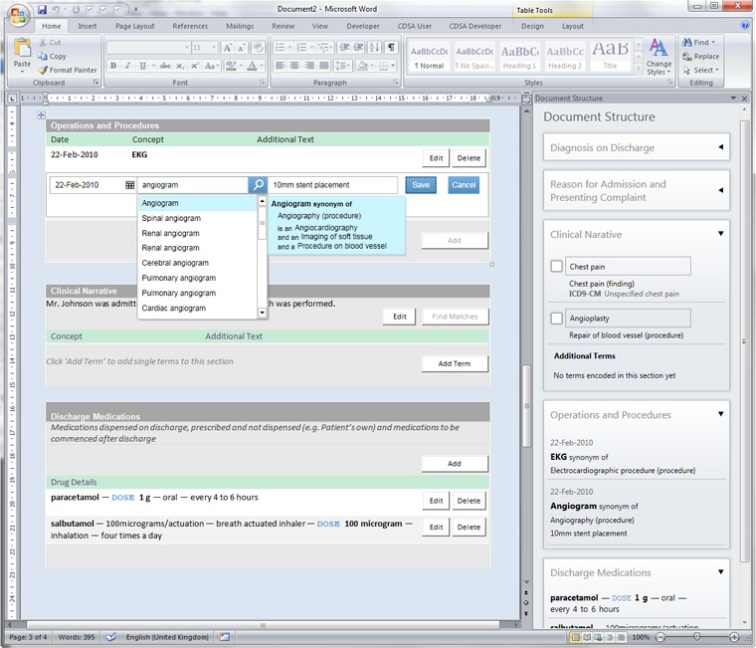 Document2 - Microsoft Word
Table Tools
Home Insert Page Layout References Mailings Review View Developer CDSA User CDSA Developer Design Layout
Paste
Cut
Copy
Format Painter
Clipboard
11
Font
Paragraph
AaBbCcDc AaBbCcDc AaBbC AaBbCc AaB
¶ Normal ¶ No Spaci... Heading 1 Heading 2 Title
Change Styles
Styles
Find
Replace
Select
Editing
Operations and Procedures
Date Concept Additional Text
22-Feb-2010 EKG Edit Delete
22-Feb-2010 angiogram 10mm stent placement Save Cancel
Angiogram
Spinal angiogram
Renal angiogram
Renal angiogram
Cerebral angiogram
Pulmonary angiogram
Pulmonary angiogram
Cardiac angiogram
Angiogram synonym of
Angiography (procedure)
is an Angiocardiography
and an Imaging of soft tissue
and a Procedure on blood vessel
Add
Clinical Narrative
Mr. Johnson was admitt h was performed.
Edit Find Matches
Concept Additional Text
Click 'Add Term' to add single terms to this section
Add Term
Discharge Medications
Medications dispensed on discharge, prescribed and not dispensed (e.g. Patient's own) and medications to be
commenced after discharge
Add
Drug Details
paracetamol — DOSE 1 g — oral — every 4 to 6 hours Edit Delete
salbutamol — 100micrograms/actuation — breath actuated inhaler — DOSE 100 microgram —
inhalation — four times a day
Edit Delete
Document Structure
Document Structure
Diagnosis on Discharge
Reason for Admission and
Presenting Complaint
Clinical Narative
Chest pain
Chest pain (finding)
ICD9-CM Unspecified chest pain
Angioplasty
Repair of blood vessel (procedure)
Additional Terms
No terms encoded in this section yet
Operations and Procedures
22-Feb-2010
EKG synonym of
Electrocardiographic procedure (procedure)
22-Feb-2010
Angiogram synonym of
Angiography (procedure)
10mm stent placement
Discharge Medications
paracetamol — DOSE 1 g — oral —
every 4 to 6 hours
salbutamol — 100micrograms/actuation
Page: 3 of 4 Words: 395 English (United Kingdom) 100%